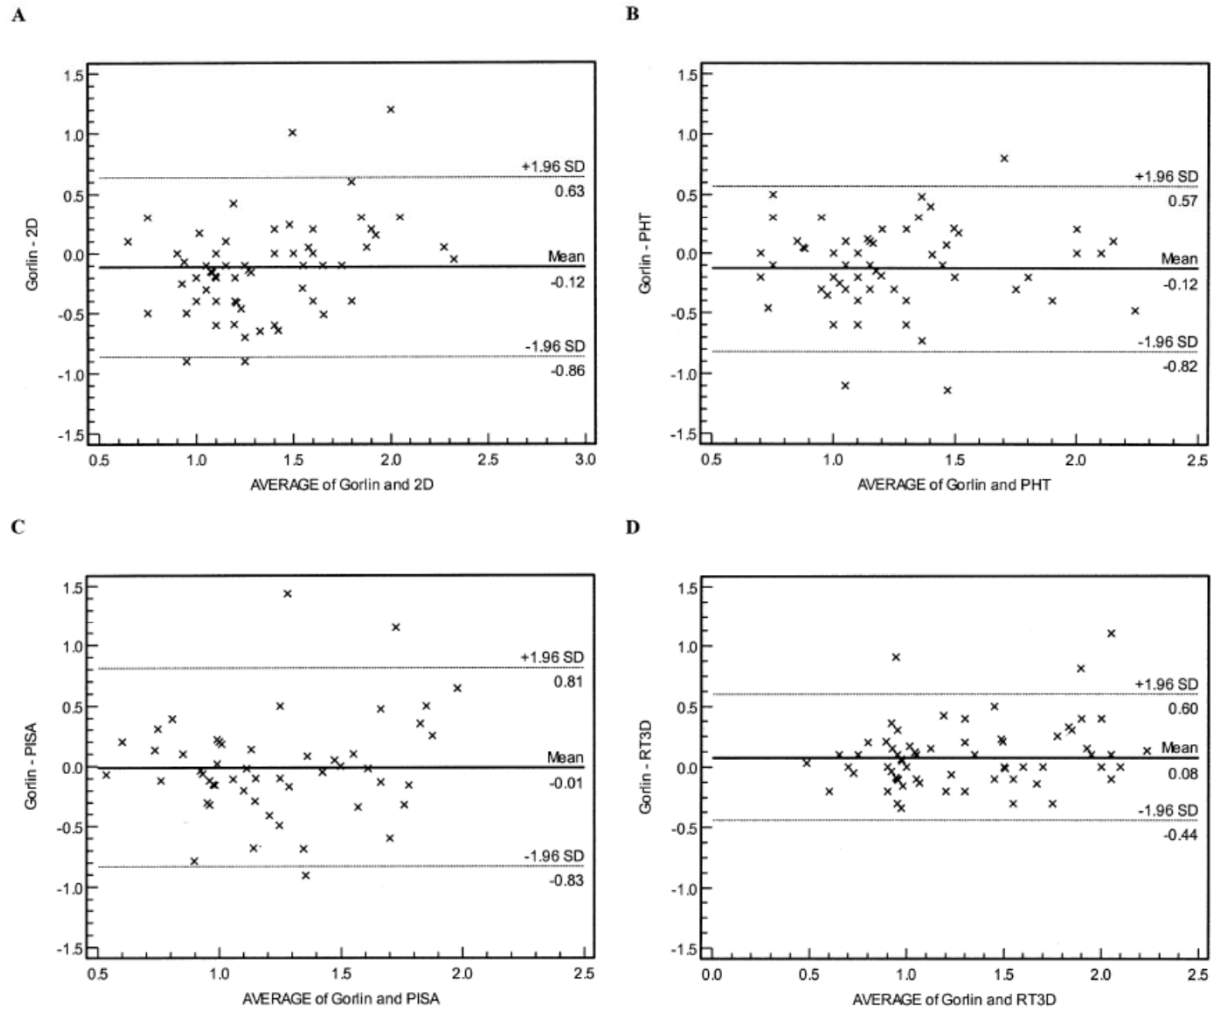 A
Gorlin - 2D
1.5
1.0
0.5
0.0
-0.5
-1.0
-1.5
+1.96 SD
0.63
Mean
-0.12
-1.96 SD
-0.86
0.5 1.0 1.5 2.0 2.5 3.0
AVERAGE of Gorlin and 2D
B
Gorlin - PHT
1.5
1.0
0.5
0.0
-0.5
-1.0
-1.5
+1.96 SD
0.57
Mean
-0.12
-1.96 SD
-0.82
0.5 1.0 1.5 2.0 2.5
AVERAGE of Gorlin and PHT
C
Gorlin - PISA
1.5
1.0
0.5
0.0
-0.5
-1.0
-1.5
+1.96 SD
0.81
Mean
-0.01
-1.96 SD
-0.83
0.5 1.0 1.5 2.0 2.5
AVERAGE of Gorlin and PISA
D
Gorlin - RT3D
1.5
1.0
0.5
0.0
-0.5
-1.0
-1.5
+1.96 SD
0.60
Mean
0.08
-1.96 SD
-0.44
0.0 0.5 1.0 1.5 2.0 2.5
AVERAGE of Gorlin and RT3D